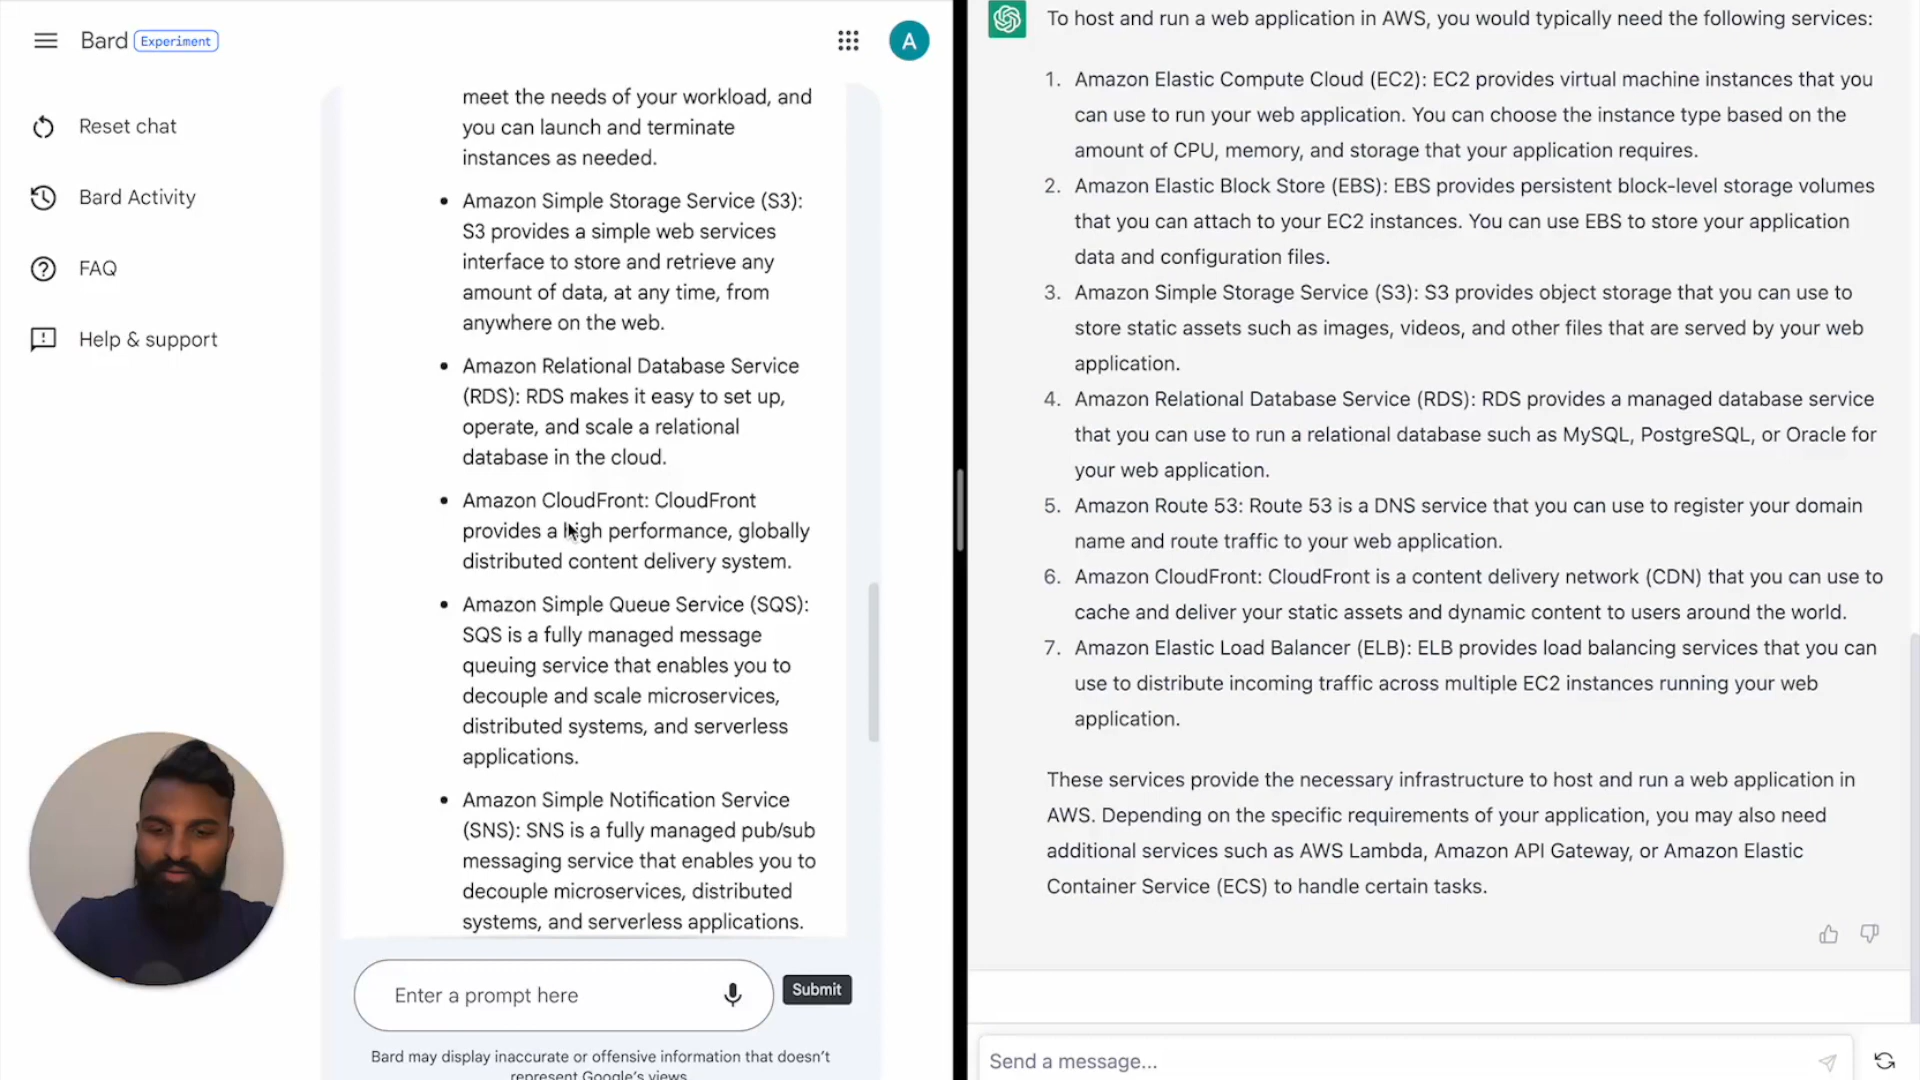 Bard Experiment
A
Reset chat
Bard Activity
FAQ
Help & support
meet the needs of your workload, and
you can launch and terminate
instances as needed.
• Amazon Simple Storage Service (S3):
S3 provides a simple web services
interface to store and retrieve any
amount of data, at any time, from
anywhere on the web.
• Amazon Relational Database Service
(RDS): RDS makes it easy to set up,
operate, and scale a relational
database in the cloud.
• Amazon CloudFront: CloudFront
provides a high performance, globally
distributed content delivery system.
• Amazon Simple Queue Service (SQS):
SQS is a fully managed message
queuing service that enables you to
decouple and scale microservices,
distributed systems, and serverless
applications.
• Amazon Simple Notification Service
(SNS): SNS is a fully managed pub/sub
messaging service that enables you to
decouple microservices, distributed
systems, and serverless applications.
Enter a prompt here
Submit
Bard may display inaccurate or offensive information that doesn't
represent Google's views.
To host and run a web application in AWS, you would typically need the following services:
1. Amazon Elastic Compute Cloud (EC2): EC2 provides virtual machine instances that you
can use to run your web application. You can choose the instance type based on the
amount of CPU, memory, and storage that your application requires.
2. Amazon Elastic Block Store (EBS): EBS provides persistent block-level storage volumes
that you can attach to your EC2 instances. You can use EBS to store your application
data and configuration files.
3. Amazon Simple Storage Service (S3): S3 provides object storage that you can use to
store static assets such as images, videos, and other files that are served by your web
application.
4. Amazon Relational Database Service (RDS): RDS provides a managed database service
that you can use to run a relational database such as MySQL, PostgreSQL, or Oracle for
your web application.
5. Amazon Route 53: Route 53 is a DNS service that you can use to register your domain
name and route traffic to your web application.
6. Amazon CloudFront: CloudFront is a content delivery network (CDN) that you can use to
cache and deliver your static assets and dynamic content to users around the world.
7. Amazon Elastic Load Balancer (ELB): ELB provides load balancing services that you can
use to distribute incoming traffic across multiple EC2 instances running your web
application.
These services provide the necessary infrastructure to host and run a web application in
AWS. Depending on the specific requirements of your application, you may also need
additional services such as AWS Lambda, Amazon API Gateway, or Amazon Elastic
Container Service (ECS) to handle certain tasks.
Send a message...